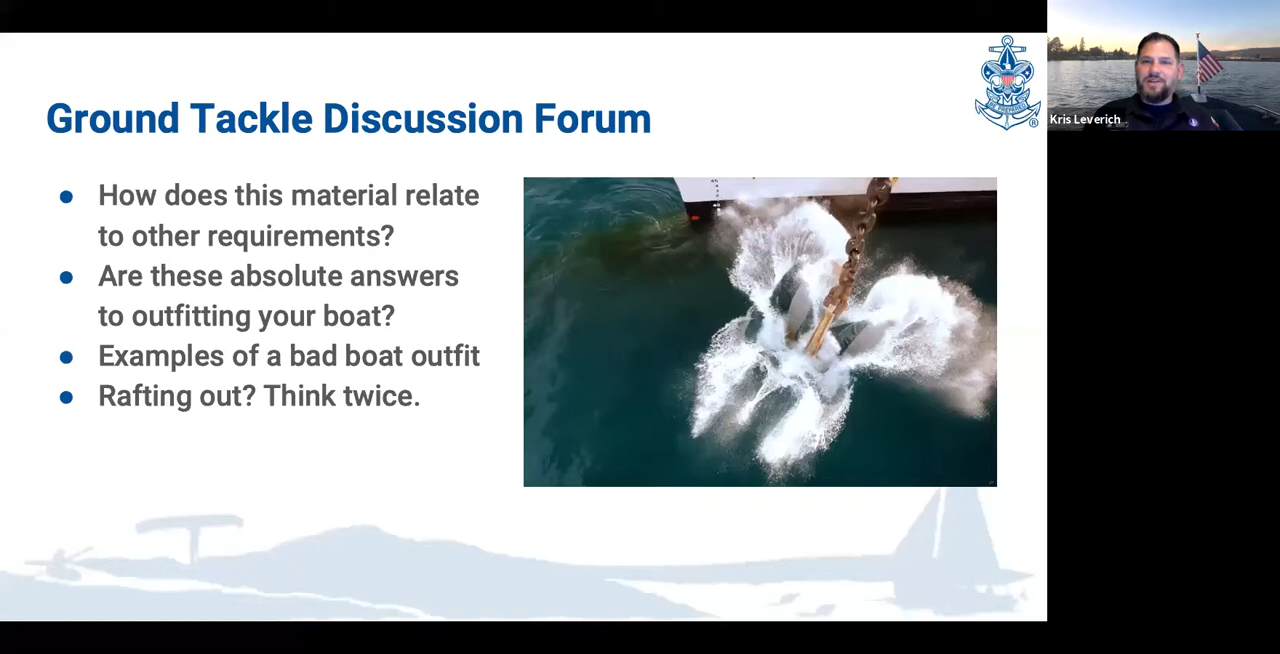 Ground Tackle Discussion Forum
How does this material relate
to other requirements?
Are these absolute answers
to outfitting your boat?
Examples of a bad boat outfit
Rafting out? Think twice.
Kris Leverich